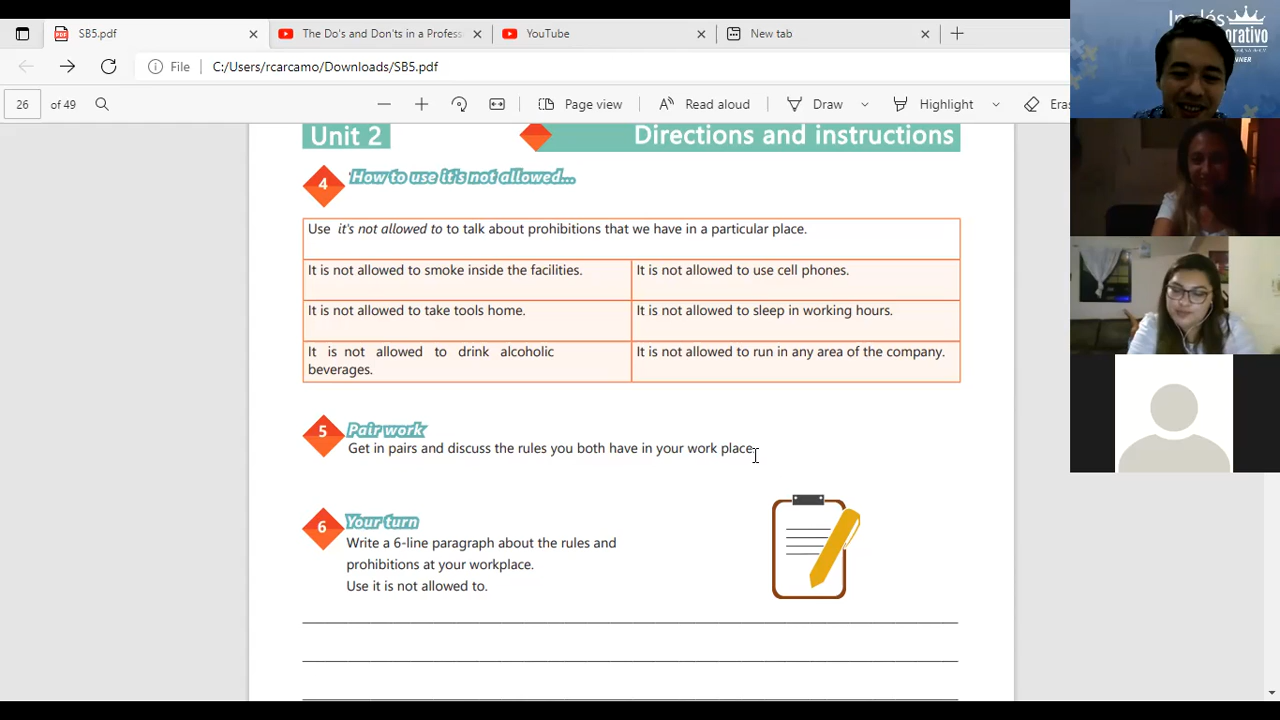 SB5.pdf
The Do's and Don'ts in a Profess
YouTube
New tab
File
C:/Users/rcarcamo/Downloads/SB5.pdf
26 of 49
Page view
Read aloud
Draw
Highlight
Eras
Inglés
orativo
NNER
Unit 2
Directions and instructions
4
How to use it's not allowed...
Use it's not allowed to to talk about prohibitions that we have in a particular place.
It is not allowed to smoke inside the facilities.
It is not allowed to use cell phones.
It is not allowed to take tools home.
It is not allowed to sleep in working hours.
It is not allowed to drink alcoholic
beverages.
It is not allowed to run in any area of the company.
5
Pair work
Get in pairs and discuss the rules you both have in your work place.
6
Your turn
Write a 6-line paragraph about the rules and
prohibitions at your workplace.
Use it is not allowed to.